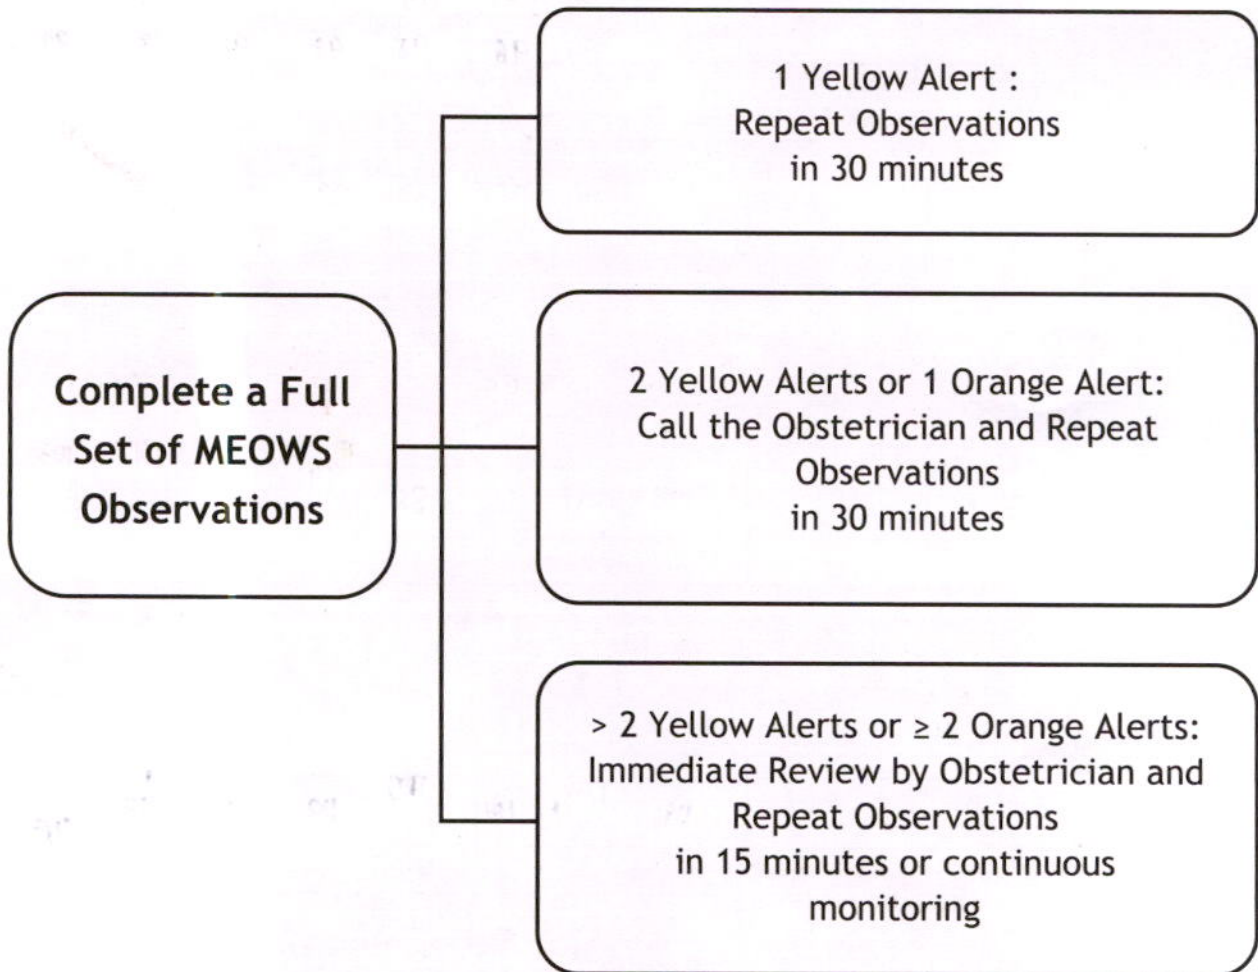 1 Yellow Alert :
Repeat Observations
in 30 minutes
Complete a Full
Set of MEOWS
Observations
2 Yellow Alerts or 1 Orange Alert:
Call the Obstetrician and Repeat
Observations
in 30 minutes
> 2 Yellow Alerts or ≥ 2 Orange Alerts:
Immediate Review by Obstetrician and
Repeat Observations
in 15 minutes or continuous
monitoring